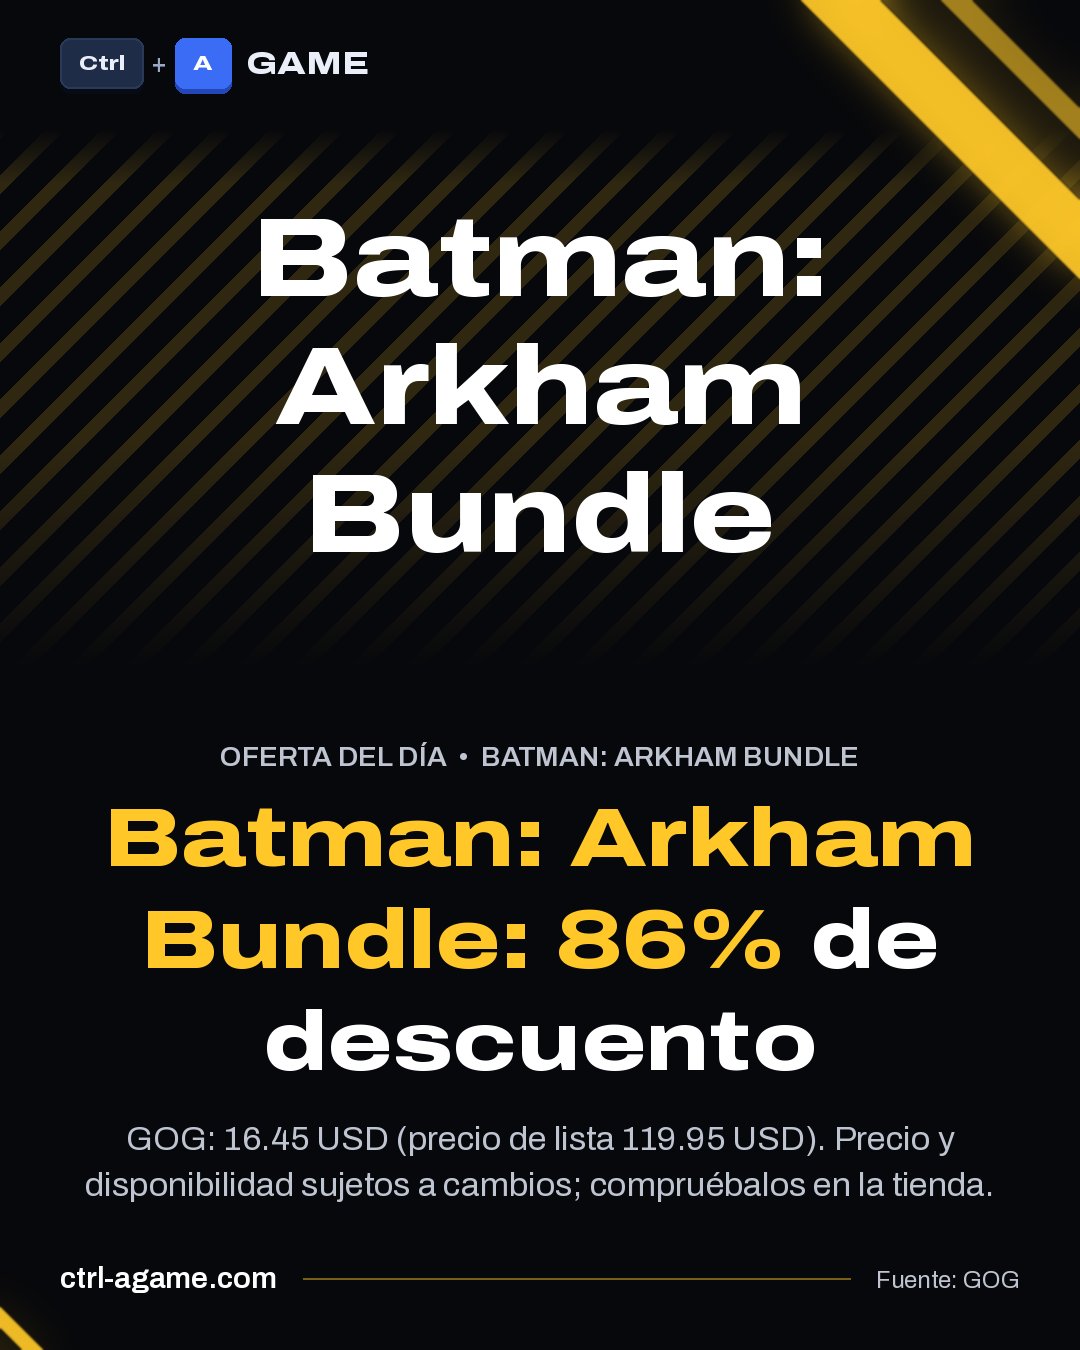 Ctrl + A GAME
Batman:
Arkham
Bundle
OFERTA DEL DÍA • BATMAN: ARKHAM BUNDLE
Batman: Arkham
Bundle: 86% de
descuento
GOG: 16.45 USD (precio de lista 119.95 USD). Precio y
disponibilidad sujetos a cambios; compruébalos en la tienda.
ctrl-agame.com
Fuente: GOG